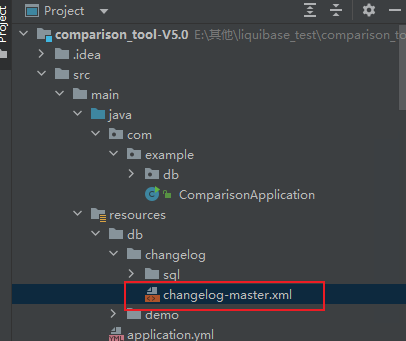 Project
Project
comparison_tool-V5.0 E:\其他\liquibase_test\comparison_to
.idea
src
main
java
com
example
db
ComparisonApplication
resources
db
changelog
sql
changelog-master.xml
demo
application.yml